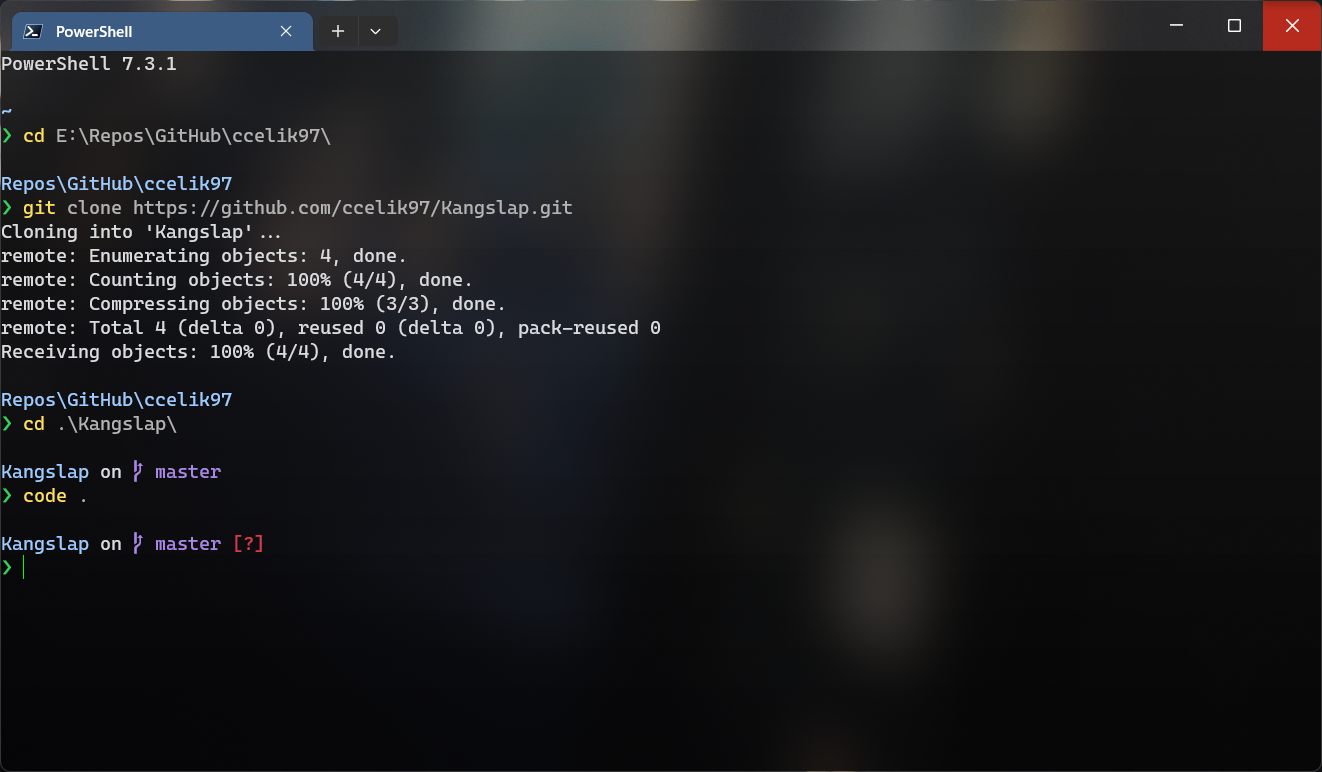 PowerShell
PowerShell 7.3.1
~
❯ cd E:\Repos\GitHub\ccelik97\
Repos\GitHub\ccelik97
❯ git clone https://github.com/ccelik97/Kangslap.git
Cloning into 'Kangslap'...
remote: Enumerating objects: 4, done.
remote: Counting objects: 100% (4/4), done.
remote: Compressing objects: 100% (3/3), done.
remote: Total 4 (delta 0), reused 0 (delta 0), pack-reused 0
Receiving objects: 100% (4/4), done.
Repos\GitHub\ccelik97
❯ cd .\Kangslap\
Kangslap on master
❯ code .
Kangslap on master [?]
❯